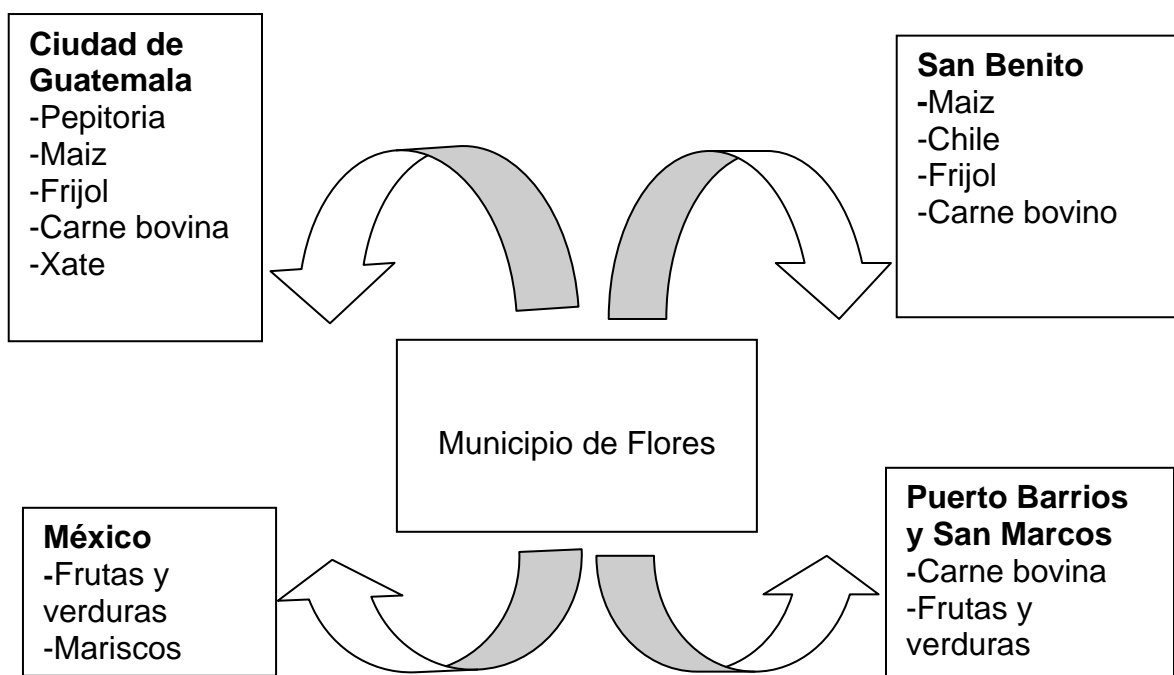 Ciudad de
Guatemala
-Pepitoria
-Maiz
-Frijol
-Carne bovina
-Xate
San Benito
-Maiz
-Chile
-Frijol
-Carne bovino
Municipio de Flores
México
-Frutas y
verduras
-Mariscos
Puerto Barrios
y San Marcos
-Carne bovina
-Frutas y
verduras